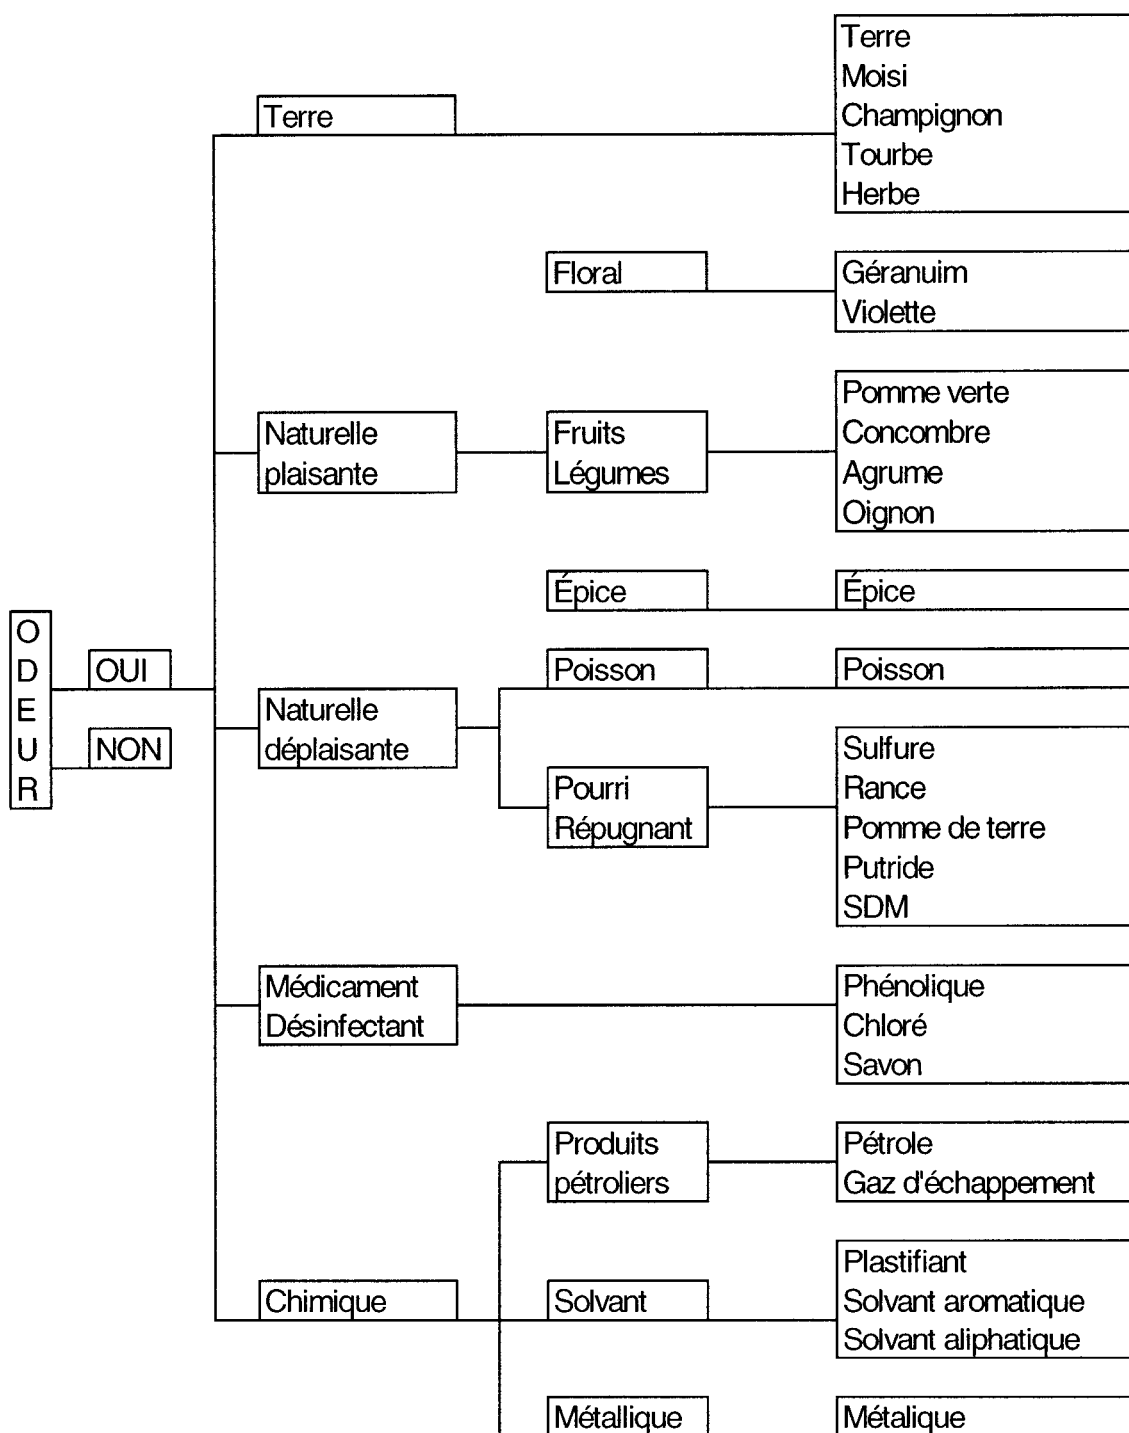 Terre
Moisi
Champignon
Tourbe
Herbe
Terre
Floral
Géranuim
Violette
Naturelle
plaisante
Fruits
Légumes
Pomme verte
Concombre
Agrume
Oignon
Épice
Épice
O
D
E
U
R
OUI
NON
Naturelle
déplaisante
Poisson
Poisson
Pourri
Répugnant
Sulfure
Rance
Pomme de terre
Putride
SDM
Médicament
Désinfectant
Phénolique
Chloré
Savon
Produits
pétroliers
Pétrole
Gaz d'échappement
Chimique
Solvant
Plastifiant
Solvant aromatique
Solvant aliphatique
Métallique
Métalique